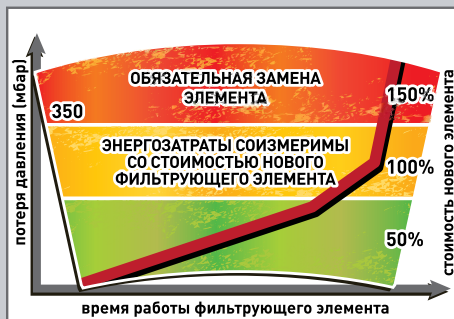 потеря давления (мбар)
350
ОБЯЗАТЕЛЬНАЯ ЗАМЕНА
ЭЛЕМЕНТА
150%
ЭНЕРГОЗАТРАТЫ СОИЗМЕРИМЫ
СО СТОИМОСТЬЮ НОВОГО
ФИЛЬТРУЮЩЕГО ЭЛЕМЕНТА
100%
50%
стоимость нового элемента
время работы фильтрующего элемента